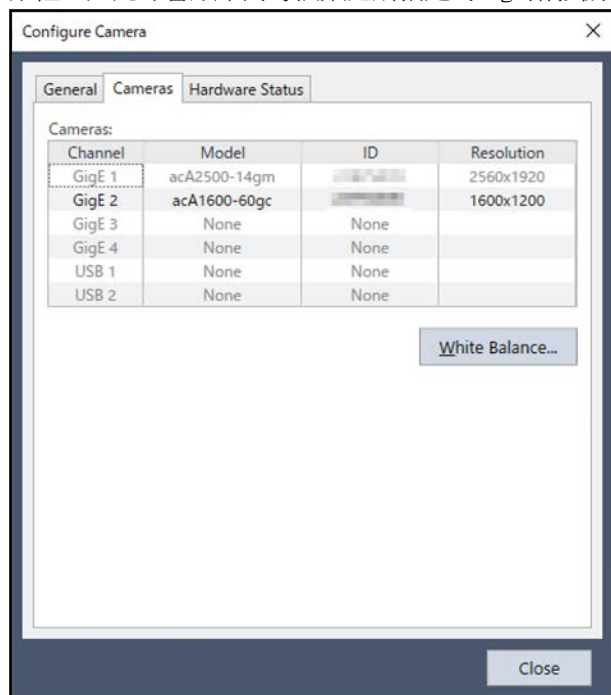 Configure Camera
General Cameras Hardware Status
Cameras:
Channel Model ID Resolution
GigE 1 acA2500-14gm 2560x1920
GigE 2 acA1600-60gc 1600x1200
GigE 3 None None
GigE 4 None None
USB 1 None None
USB 2 None None
White Balance...
Close